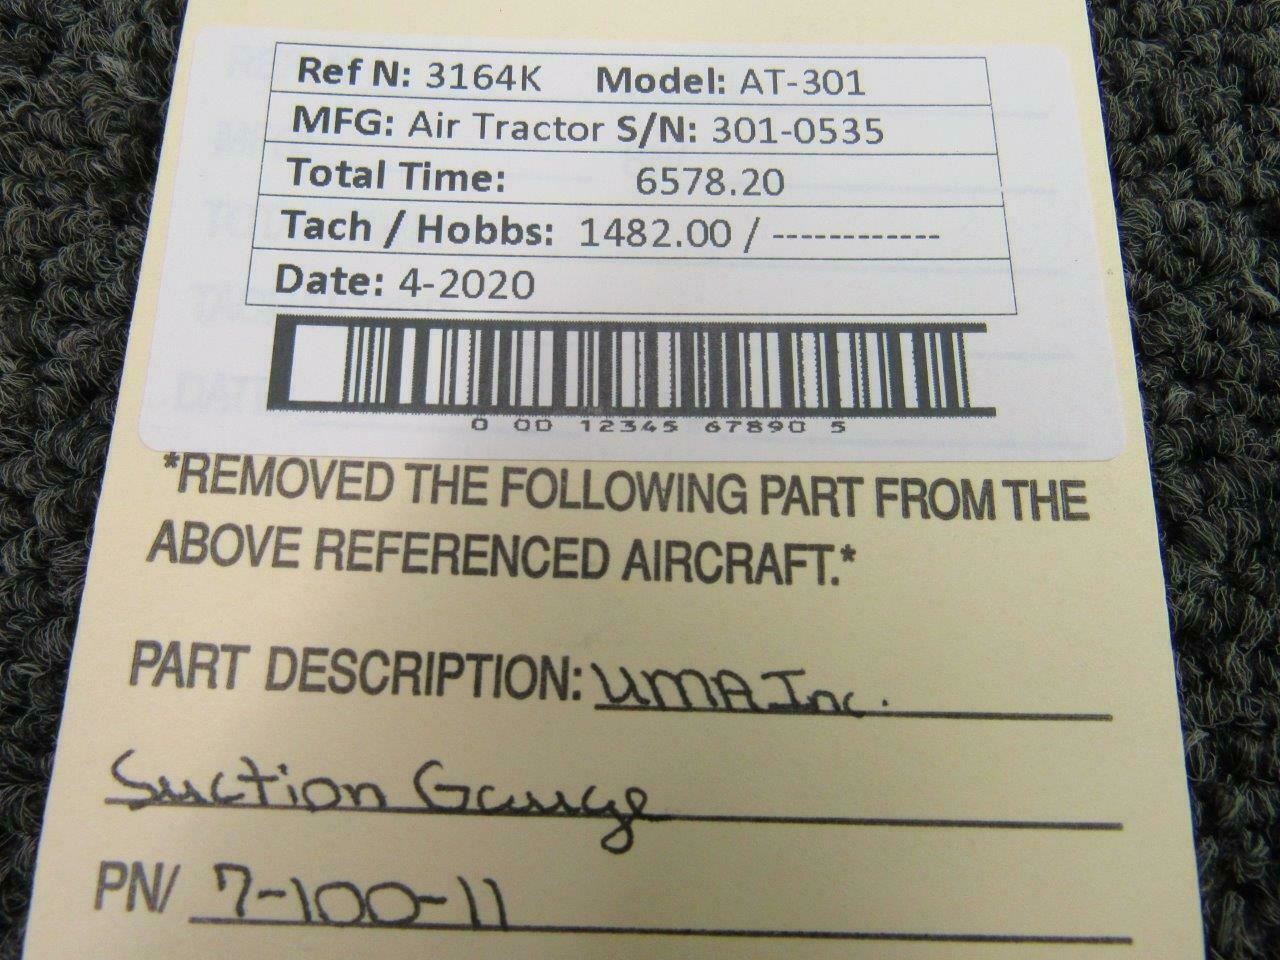 Ref N: 3164K Model: AT-301
MFG: Air Tractor S/N: 301-0535
Total Time: 6578.20
Tach / Hobbs: 1482.00 / ------------
Date: 4-2020
0 00 12345 67890 5
*REMOVED THE FOLLOWING PART FROM THE
ABOVE REFERENCED AIRCRAFT.*
PART DESCRIPTION: UMA Inc.
Suction Gauge
PN/ 7-100-11